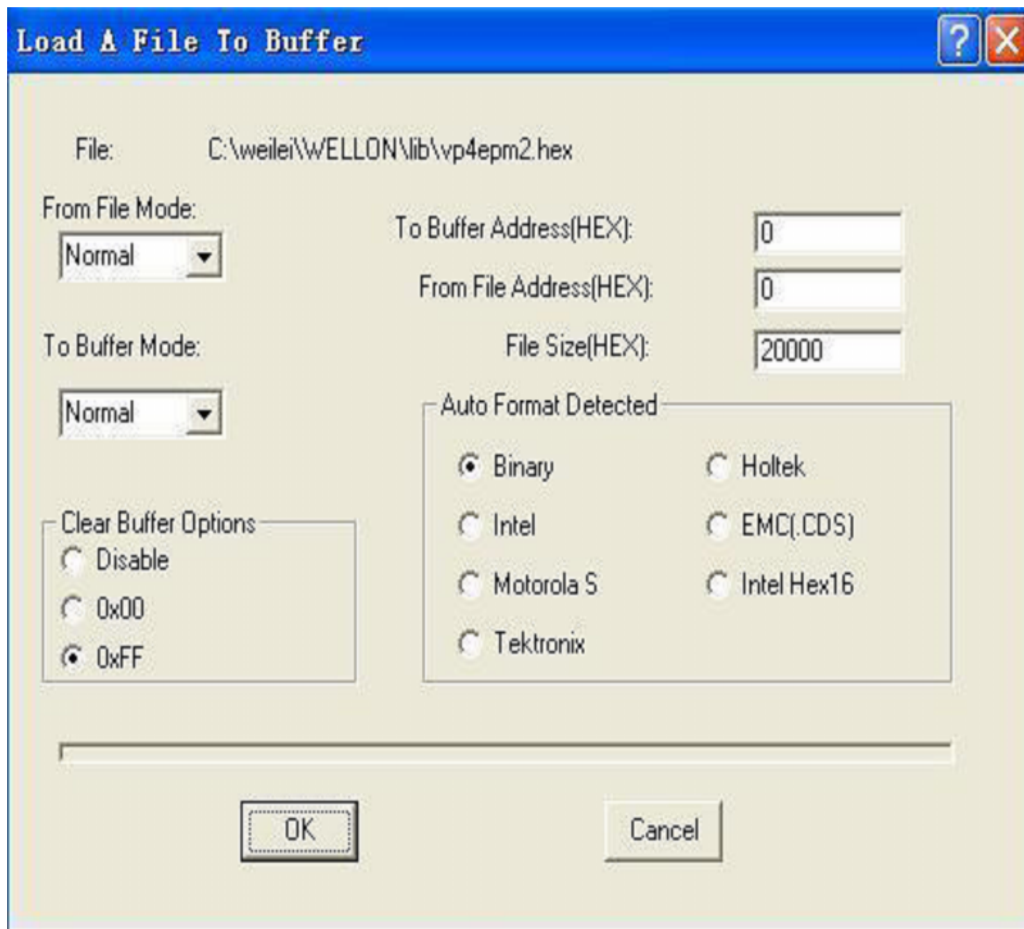 Load A File To Buffer
File: C:\weilei\WELLON\lib\vp4epm2.hex
From File Mode:
Normal
To Buffer Address(HEX): 0
From File Address(HEX): 0
To Buffer Mode:
File Size(HEX): 20000
Normal
Auto Format Detected
Binary Holtek
Intel EMC(.CDS)
Motorola S Intel Hex16
Tektronix
Clear Buffer Options
Disable
0x00
0xFF
OK Cancel